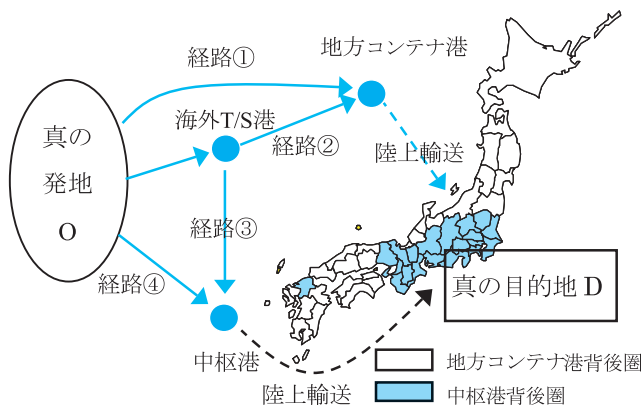 地方コンテナ港
経路①
海外T/S港
真の
発地
O
経路②
陸上輸送
経路③
経路④
真の目的地 D
中枢港
陸上輸送
地方コンテナ港背後圏
中枢港背後圏